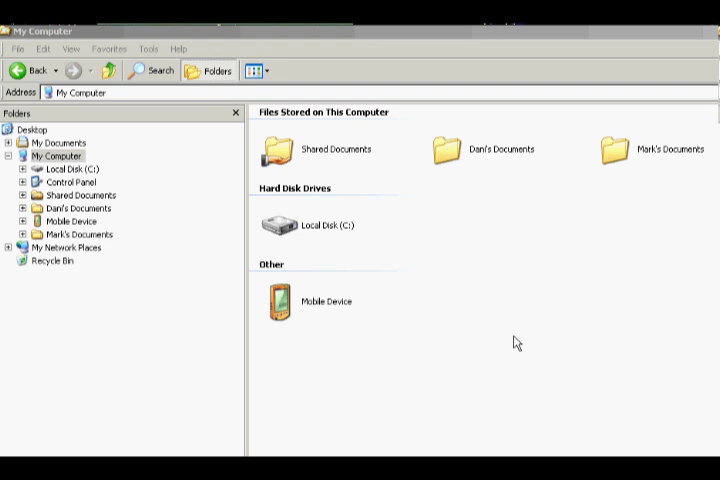 My Computer
File Edit View Favorites Tools Help
Back Search Folders
Address My Computer
Folders
Desktop
My Documents
My Computer
Local Disk (C:)
Control Panel
Shared Documents
Dani's Documents
Mobile Device
Mark's Documents
My Network Places
Recycle Bin
Files Stored on This Computer
Shared Documents Dani's Documents Mark's Documents
Hard Disk Drives
Local Disk (C:)
Other
Mobile Device